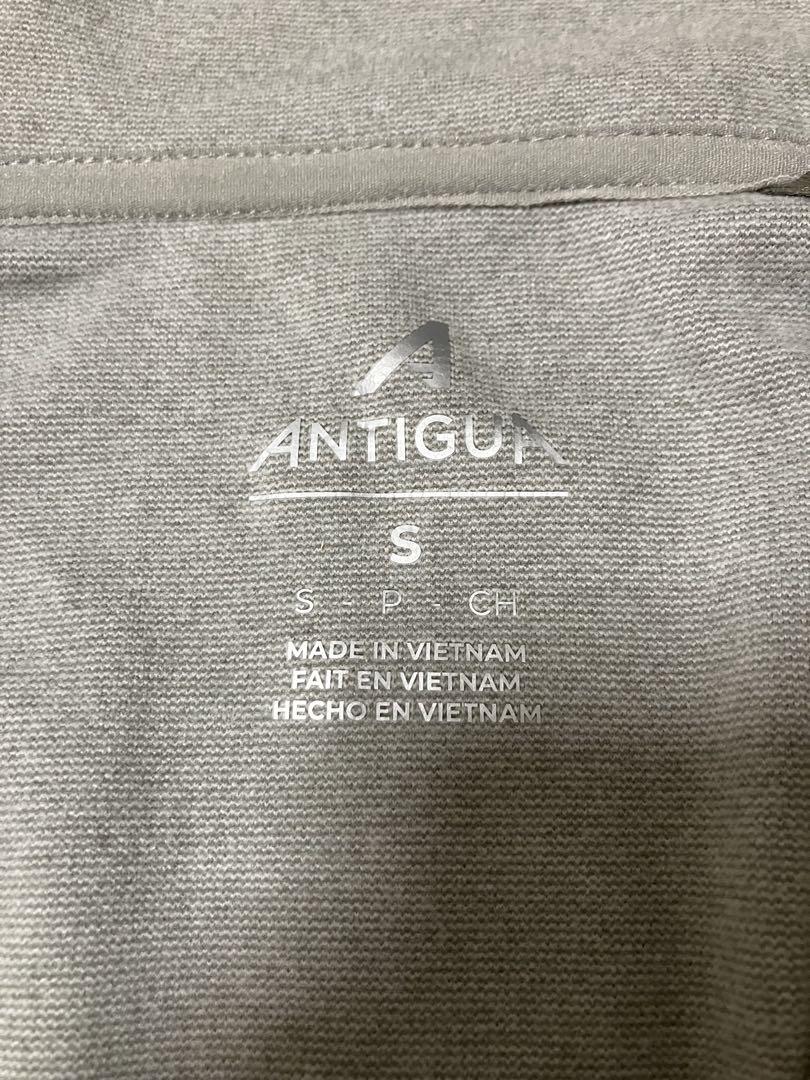 A
ANTIGUA
S
S - P - CH
MADE IN VIETNAM
FAIT EN VIETNAM
HECHO EN VIETNAM